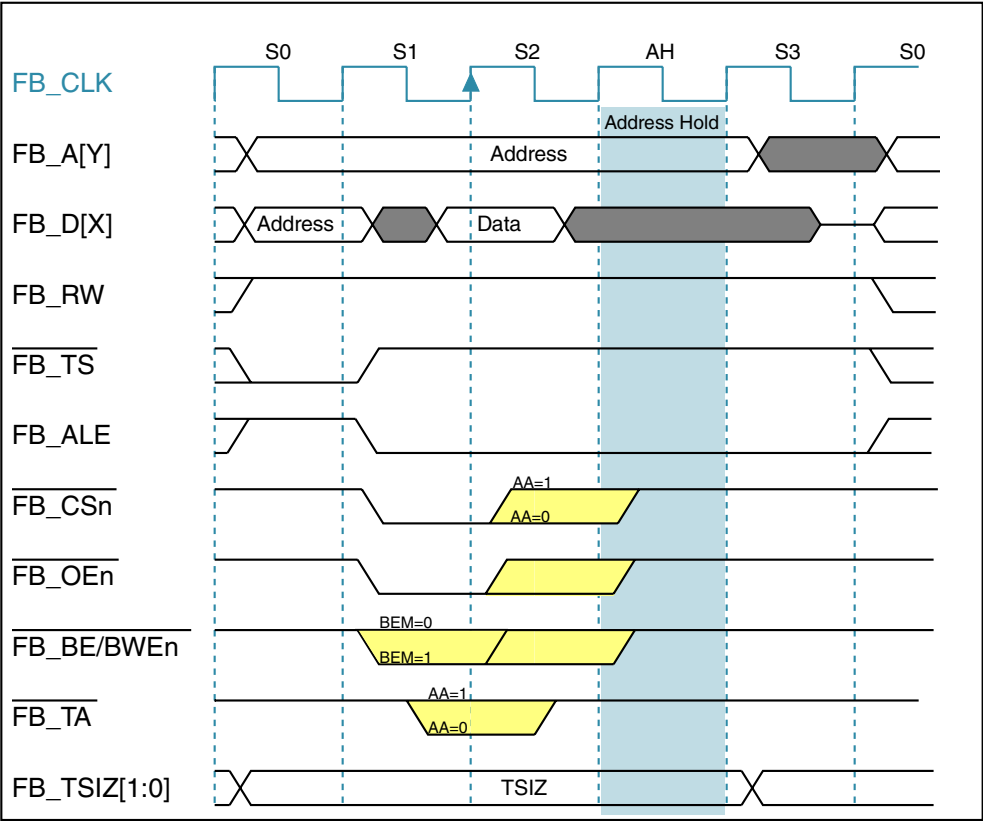 S0 S1 S2 AH S3 S0
FB_CLK
Address Hold
FB_A[Y] Address
FB_D[X] Address Data
FB_RW
FB_TS
FB_ALE
AA=1
FB_CSn
AA=0
FB_OEn
BEM=0
FB_BE/BWEn
BEM=1
AA=1
FB_TA
AA=0
FB_TSIZ[1:0] TSIZ